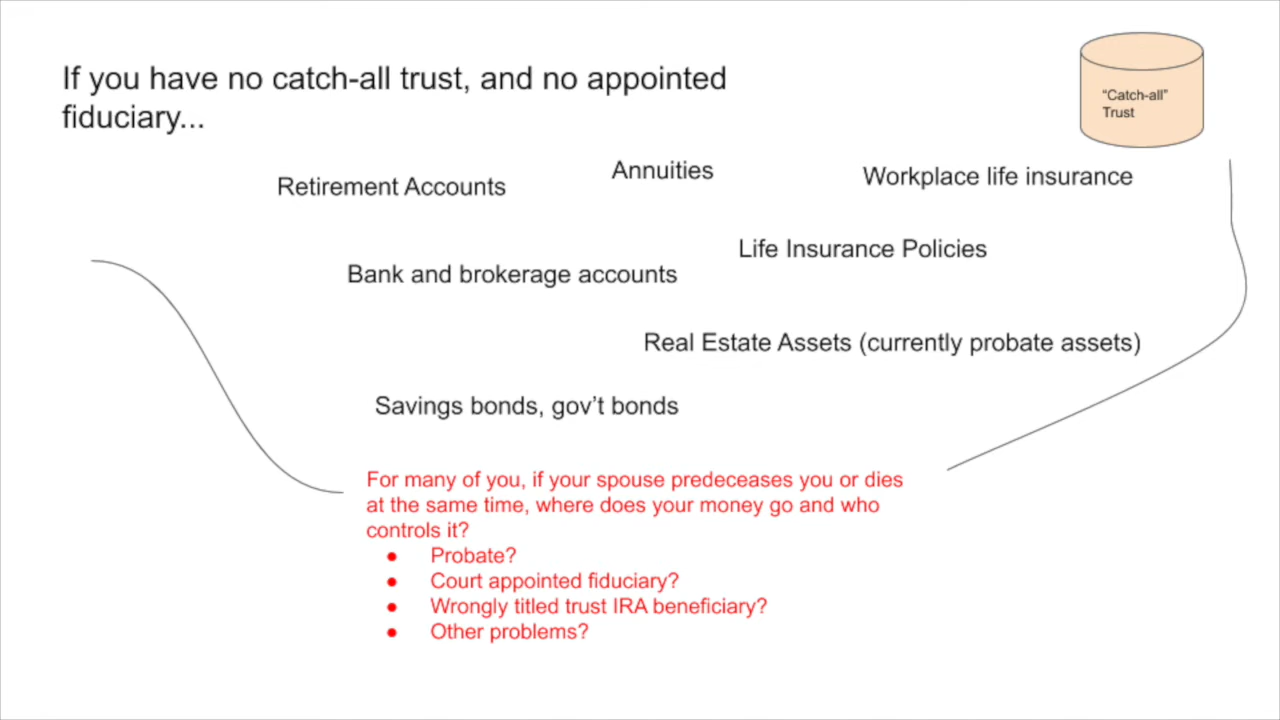 If you have no catch-all trust, and no appointed
fiduciary...
“Catch-all”
Trust
Annuities
Workplace life insurance
Retirement Accounts
Life Insurance Policies
Bank and brokerage accounts
Real Estate Assets (currently probate assets)
Savings bonds, gov’t bonds
For many of you, if your spouse predeceases you or dies
at the same time, where does your money go and who
controls it?
● Probate?
● Court appointed fiduciary?
● Wrongly titled trust IRA beneficiary?
● Other problems?